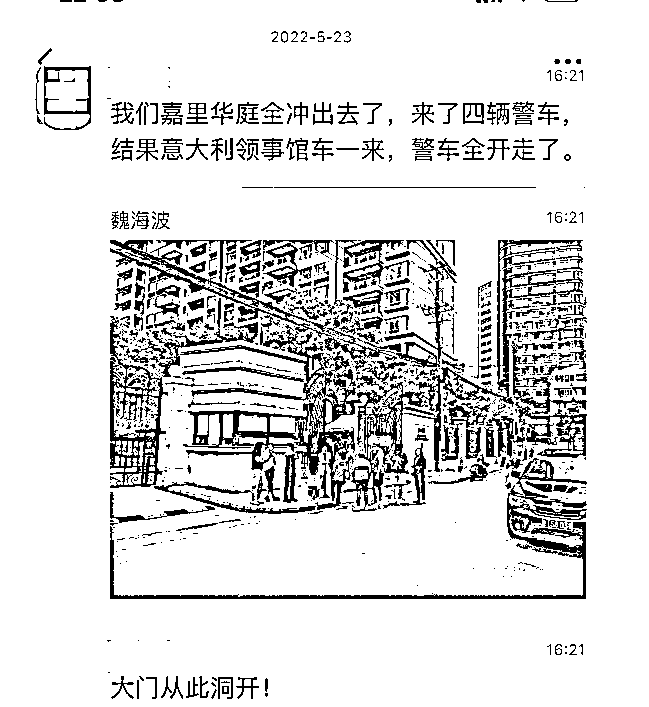 2022-5-23
16:21
我们嘉里华庭全冲出去了，来了四辆警车，
结果意大利领事馆车一来，警车全开走了。
魏海波
16:21
16:21
大门从此洞开！